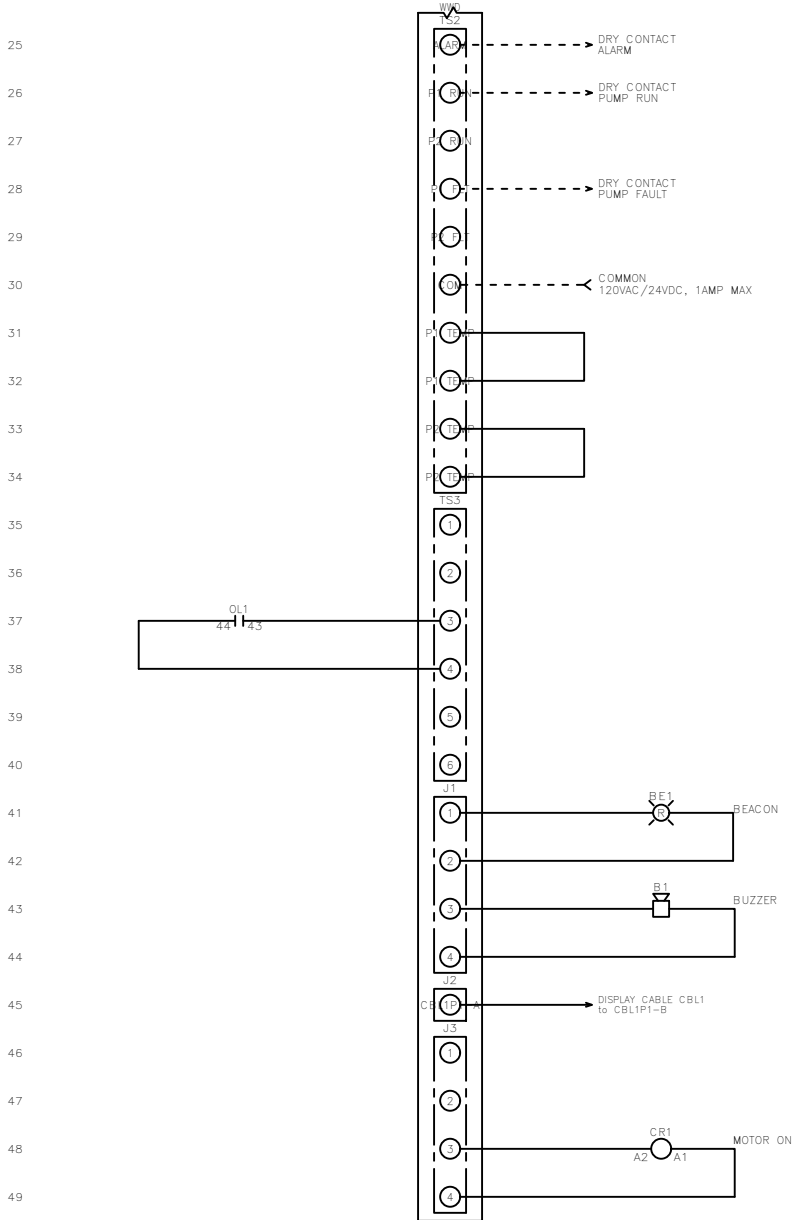 WWD
TS2
25
ALARM
DRY CONTACT
ALARM
26
P1 RUN
DRY CONTACT
PUMP RUN
27
P2 RUN
28
P1 FLT
DRY CONTACT
PUMP FAULT
29
P2 FLT
30
COM
COMMON
120VAC/24VDC, 1AMP MAX
31
P1 TEMP
32
P1 TEMP
33
P2 TEMP
34
P2 TEMP
TS3
35
1
36
2
37
OL1
44 43
3
38
4
39
5
40
6
J1
41
1
BE1
R
BEACON
42
2
43
3
B1
BUZZER
44
4
J2
45
CBL1P1-A
DISPLAY CABLE CBL1
to CBL1P1-B
J3
46
1
47
2
48
3
CR1
A2 A1
MOTOR ON
49
4